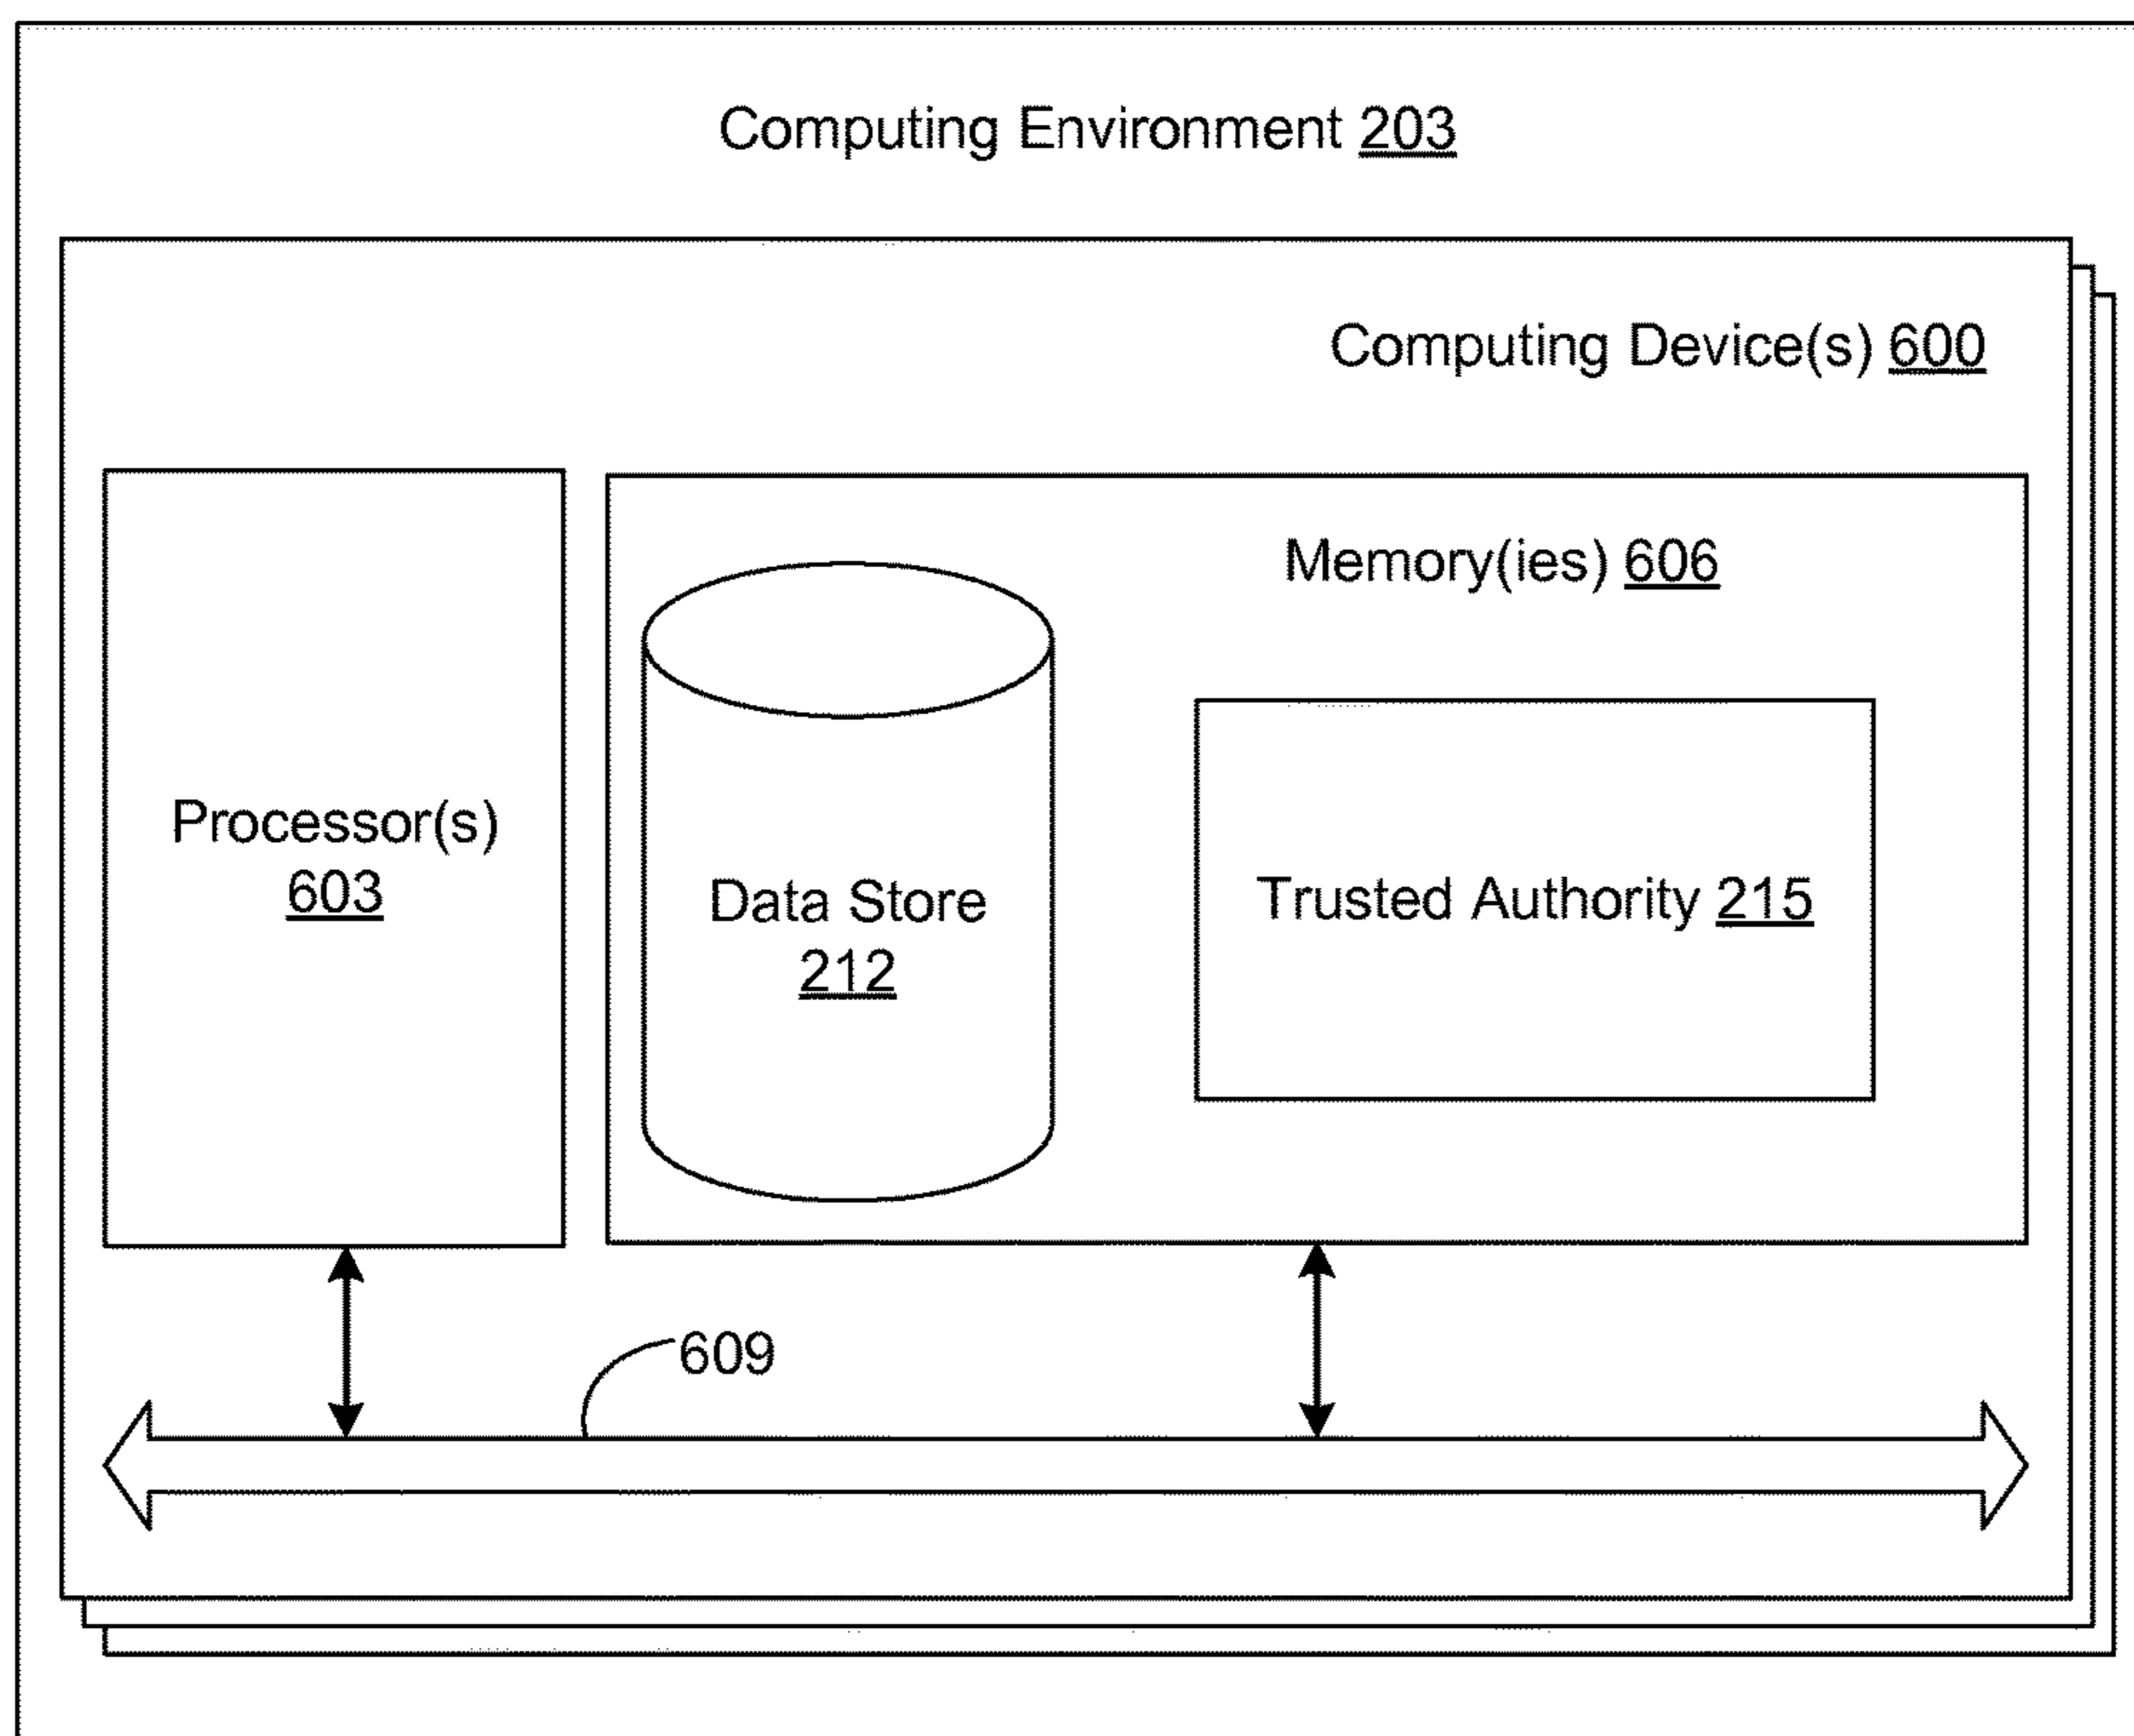 Computing Environment 203
Computing Device(s) 600
Memory(ies) 606
Processor(s)
603
Data Store
212
Trusted Authority 215
609